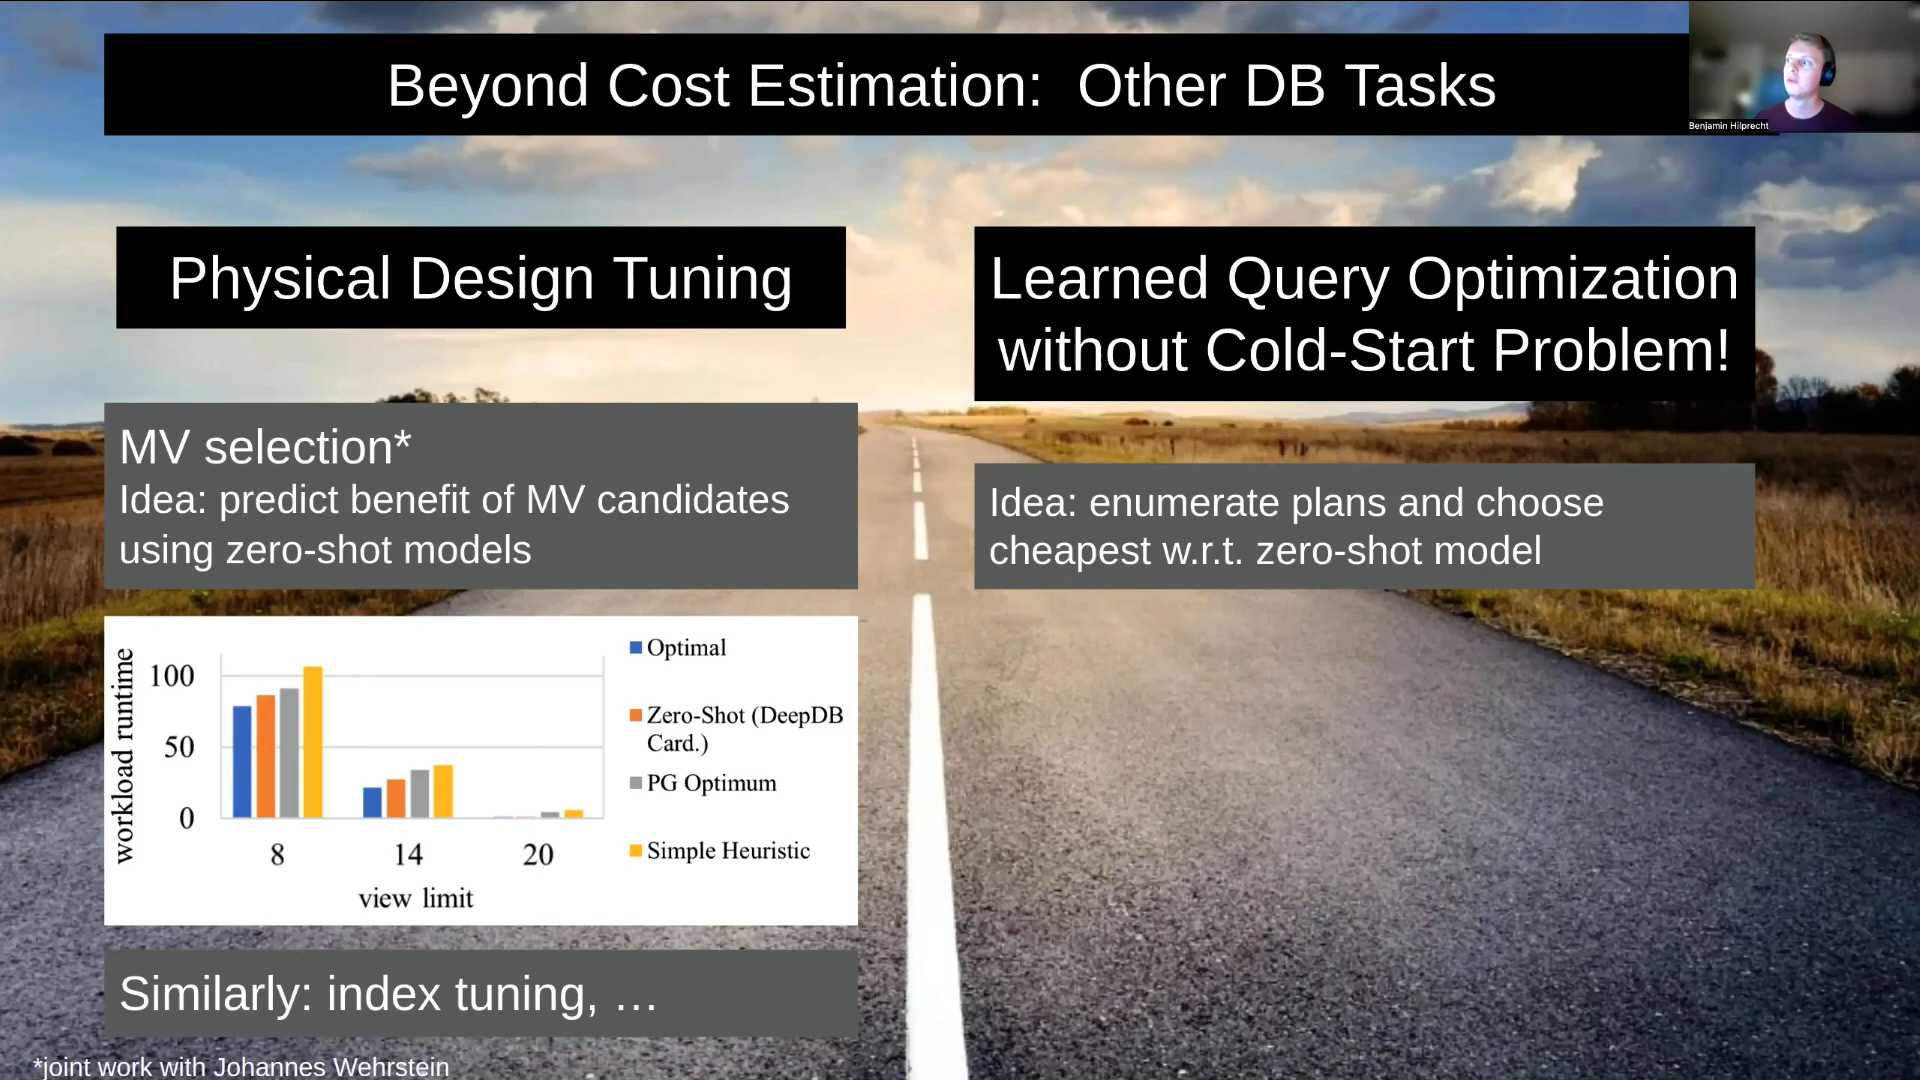 Beyond Cost Estimation: Other DB Tasks
Benjamin Hilprecht
Physical Design Tuning
Learned Query Optimization
without Cold-Start Problem!
MV selection*
Idea: predict benefit of MV candidates
using zero-shot models
Idea: enumerate plans and choose
cheapest w.r.t. zero-shot model
workload runtime
100
50
0
8 14 20
view limit
Optimal
Zero-Shot (DeepDB
Card.)
PG Optimum
Simple Heuristic
Similarly: index tuning, …
*joint work with Johannes Wehrstein